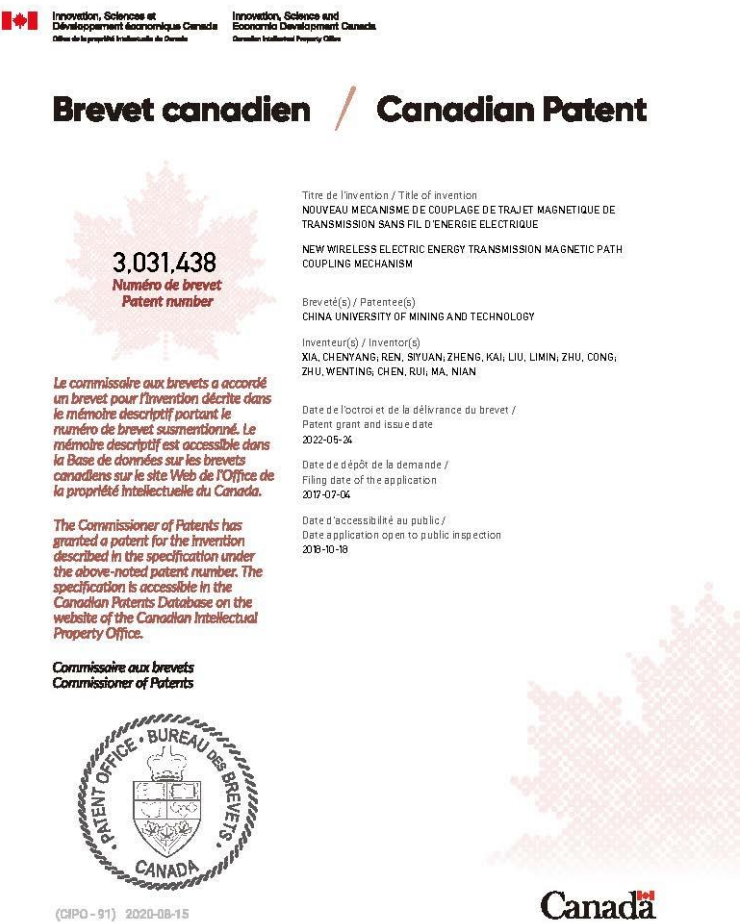 Innovation, Sciences et
Développement économique Canada
Office de la propriété intellectuelle du Canada
Innovation, Science and
Economic Development Canada
Canadian Intellectual Property Office
Brevet canadien / Canadian Patent
3,031,438
Numéro de brevet
Patent number
Le commissaire aux brevets a accordé
un brevet pour l'invention décrite dans
le mémoire descriptif portant le
numéro de brevet susmentionné. Le
mémoire descriptif est accessible dans
la Base de données sur les brevets
canadiens sur le site Web de l'Office de
la propriété intellectuelle du Canada.
The Commissioner of Patents has
granted a patent for the invention
described in the specification under
the above-noted patent number. The
specification is accessible in the
Canadian Patents Database on the
website of the Canadian Intellectual
Property Office.
Commissaire aux brevets
Commissioner of Patents
PATENT OFFICE • BUREAU DES BREVETS •
CANADA
(CIPO - 91) 2020-08-15
Titre de l'invention / Title of invention
NOUVEAU MECANISME DE COUPLAGE DE TRAJET MAGNETIQUE DE
TRANSMISSION SANS FIL D'ENERGIE ELECTRIQUE
NEW WIRELESS ELECTRIC ENERGY TRANSMISSION MAGNETIC PATH
COUPLING MECHANISM
Breveté(s) / Patentee(s)
CHINA UNIVERSITY OF MINING AND TECHNOLOGY
Inventeur(s) / Inventor(s)
XIA, CHENYANG; REN, SIYUAN; ZHENG, KAI; LIU, LIMIN; ZHU, CONG;
ZHU, WENTING; CHEN, RUI; MA, NIAN
Date de l'octroi et de la délivrance du brevet /
Patent grant and issue date
2022-05-24
Date de dépôt de la demande /
Filing date of the application
2017-07-04
Date d'accessibilité au public /
Date application open to public inspection
2018-10-18
Canada